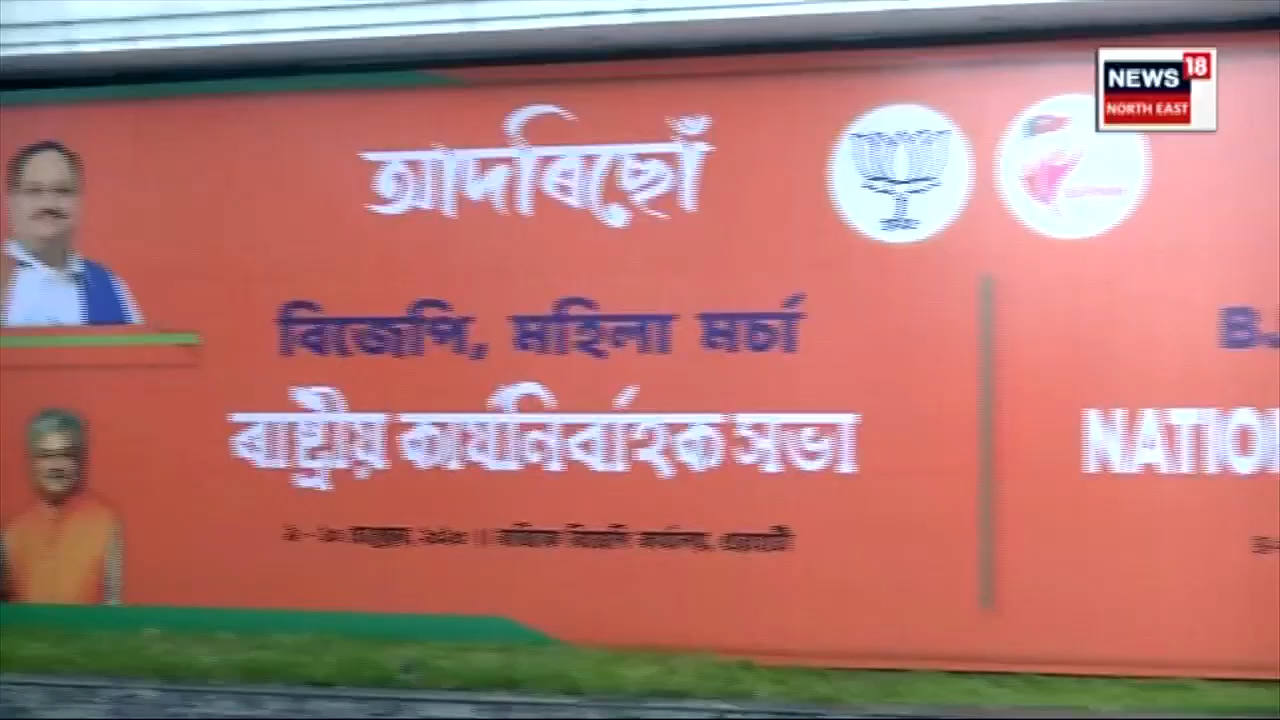 NEWS 18
NORTH EAST
আদৰিছোঁ
বিজেপি, মহিলা মৰ্চা
ৰাষ্ট্ৰীয় কাৰ্যনিৰ্বাহক সভা
NATIO